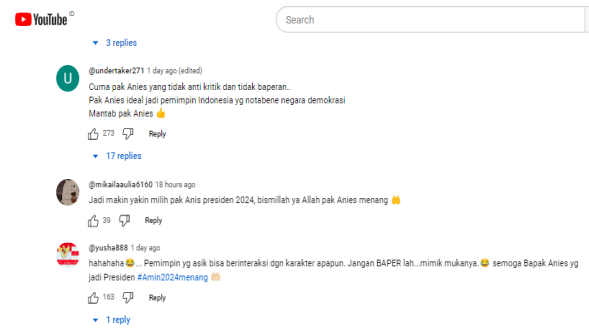 YouTube ID
Search
3 replies
U
@undertaker271 1 day ago (edited)
Cuma pak Anies yang tidak anti kritik dan tidak baperan..
Pak Anies ideal jadi pemimpin Indonesia yg notabene negara demokrasi
Mantab pak Anies 👍
273 Reply
17 replies
@mikailaaulia6160 18 hours ago
Jadi makin yakin milih pak Anis presiden 2024, bismillah ya Allah pak Anies menang 🤲
39 Reply
@yusha888 1 day ago
hahahaha😂... Pemimpin yg asik bisa berinteraksi dgn karakter apapun. Jangan BAPER lah...mimik mukanya.😂 semoga Bapak Anies yg
jadi Presiden #Amin2024menang 🤲🏻
163 Reply
1 reply